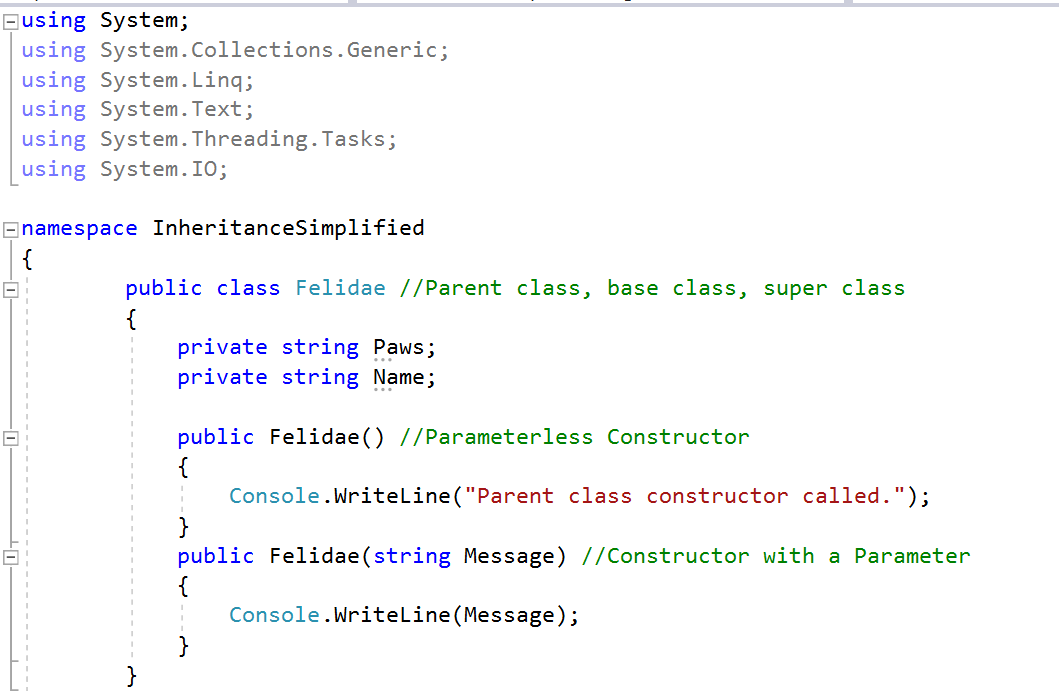 using System;
using System.Collections.Generic;
using System.Linq;
using System.Text;
using System.Threading.Tasks;
using System.IO;
namespace InheritanceSimplified
{
public class Felidae //Parent class, base class, super class
{
private string Paws;
private string Name;
public Felidae() //Parameterless Constructor
{
Console.WriteLine("Parent class constructor called.");
}
public Felidae(string Message) //Constructor with a Parameter
{
Console.WriteLine(Message);
}
}